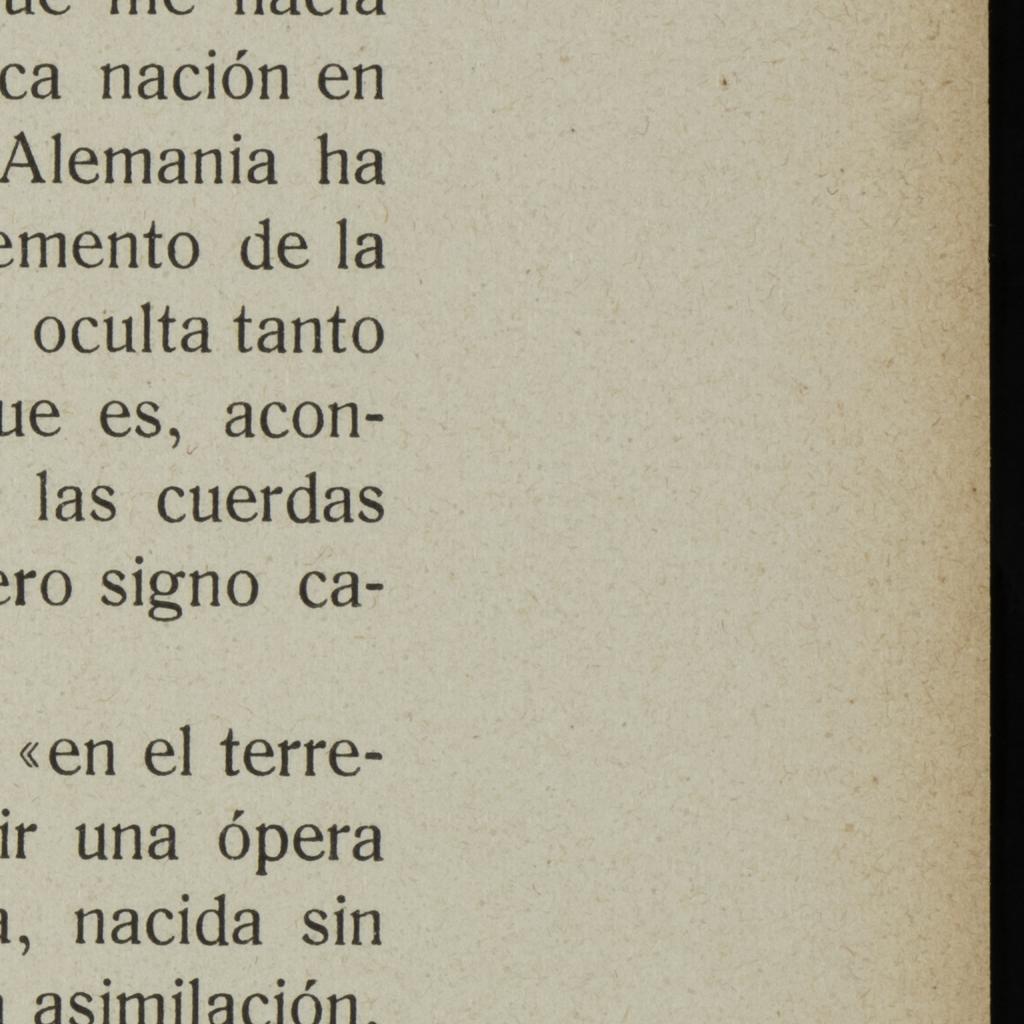 ue me hacía
ca nación en
Alemania ha
emento de la
oculta tanto
ue es, acon-
las cuerdas
ero signo ca-
«en el terre-
ir una ópera
a, nacida sin
asimilación.